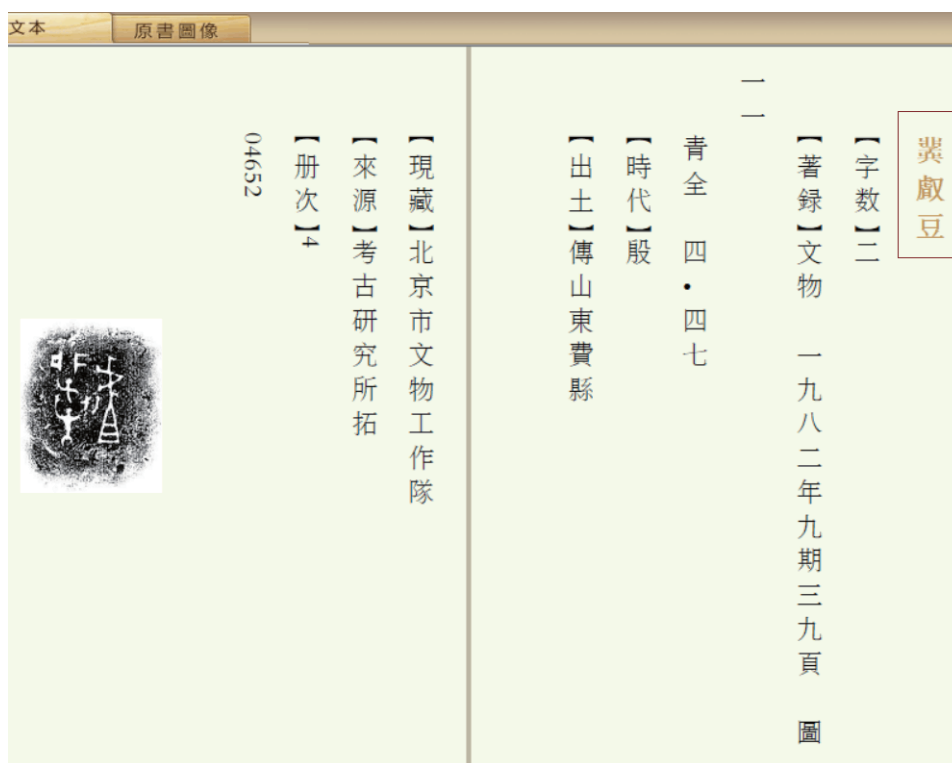 文本
原書圖像
冀㪥豆
【字数】二
【著録】文物 一九八二年九期三九頁 圖
一一
青全 四·四七
【時代】殷
【出土】傳山東費縣
【現藏】北京市文物工作隊
【來源】考古研究所拓
【册次】4
04652